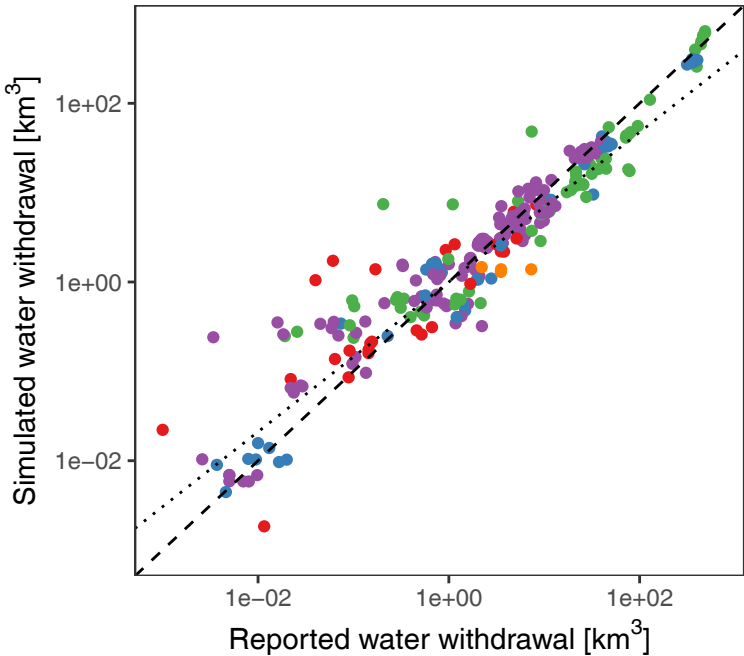 Simulated water withdrawal [km³]
1e+02
1e+00
1e−02
1e−02 1e+00 1e+02
Reported water withdrawal [km³]